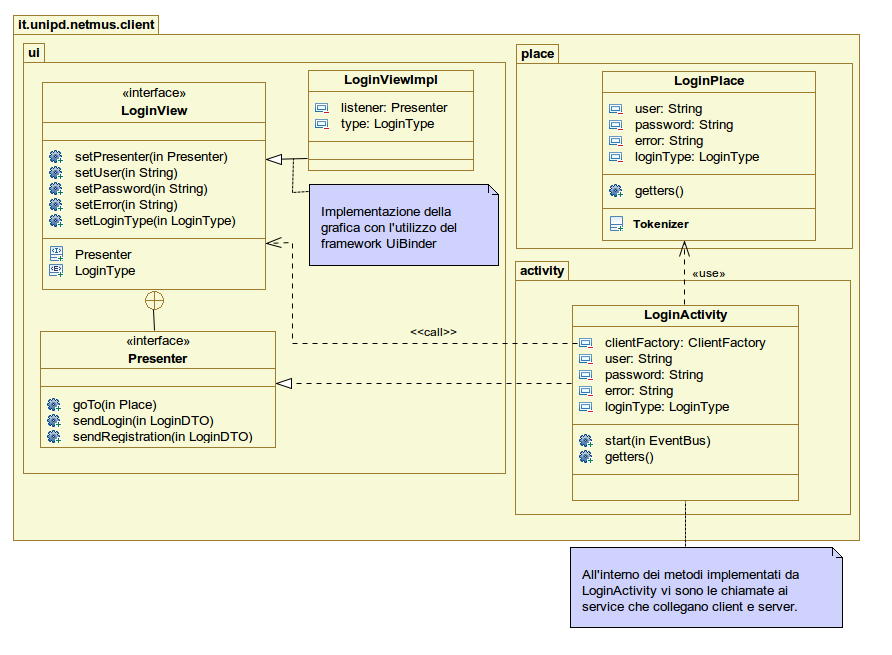 it.unipd.netmus.client
ui
«interface»
LoginView
setPresenter(in Presenter)
setUser(in String)
setPassword(in String)
setError(in String)
setLoginType(in LoginType)
Presenter
LoginType
LoginViewImpl
listener: Presenter
type: LoginType
Implementazione della
grafica con l'utilizzo del
framework UiBinder
«interface»
Presenter
goTo(in Place)
sendLogin(in LoginDTO)
sendRegistration(in LoginDTO)
<<call>>
place
LoginPlace
user: String
password: String
error: String
loginType: LoginType
getters()
Tokenizer
«use»
activity
LoginActivity
clientFactory: ClientFactory
user: String
password: String
error: String
loginType: LoginType
start(in EventBus)
getters()
All'interno dei metodi implementati da
LoginActivity vi sono le chiamate ai
service che collegano client e server.